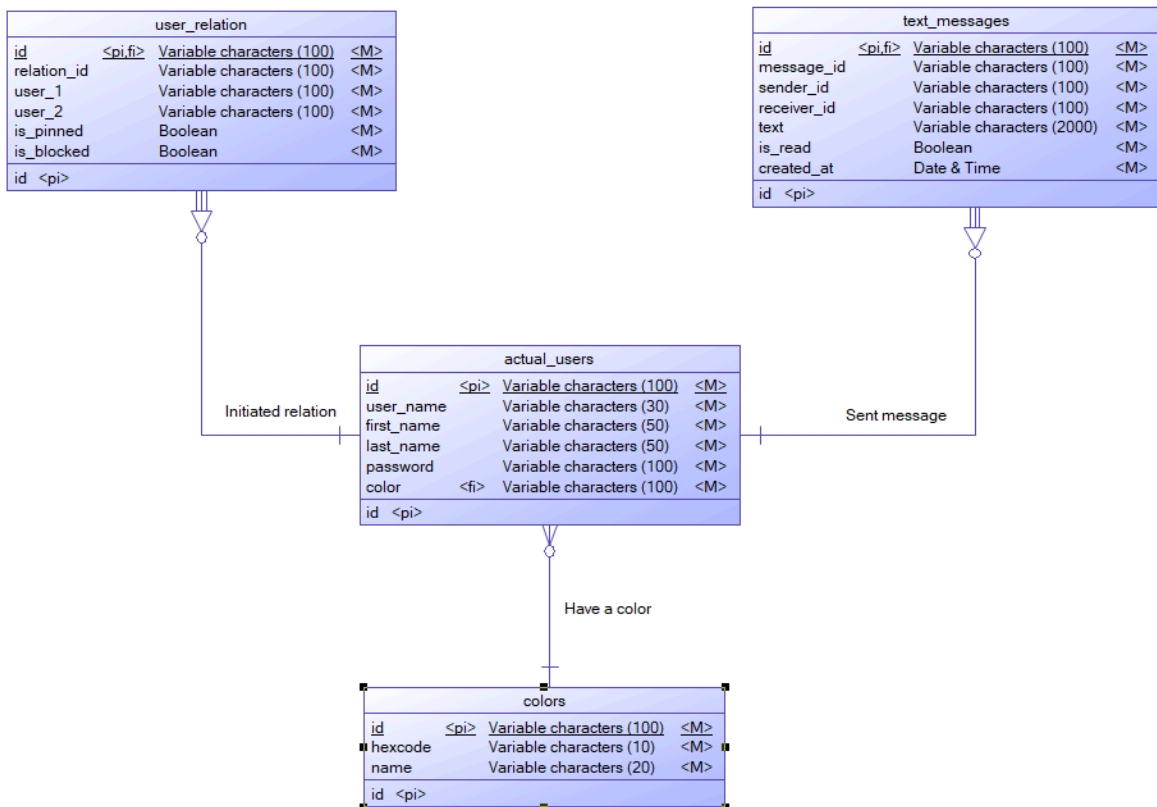 user_relation
id <pi,fi> Variable characters (100) <M>
relation_id Variable characters (100) <M>
user_1 Variable characters (100) <M>
user_2 Variable characters (100) <M>
is_pinned Boolean <M>
is_blocked Boolean <M>
id <pi>
text_messages
id <pi,fi> Variable characters (100) <M>
message_id Variable characters (100) <M>
sender_id Variable characters (100) <M>
receiver_id Variable characters (100) <M>
text Variable characters (2000) <M>
is_read Boolean <M>
created_at Date & Time <M>
id <pi>
Initiated relation
actual_users
id <pi> Variable characters (100) <M>
user_name Variable characters (30) <M>
first_name Variable characters (50) <M>
last_name Variable characters (50) <M>
password Variable characters (100) <M>
color <fi> Variable characters (100) <M>
id <pi>
Sent message
Have a color
colors
id <pi> Variable characters (100) <M>
hexcode Variable characters (10) <M>
name Variable characters (20) <M>
id <pi>